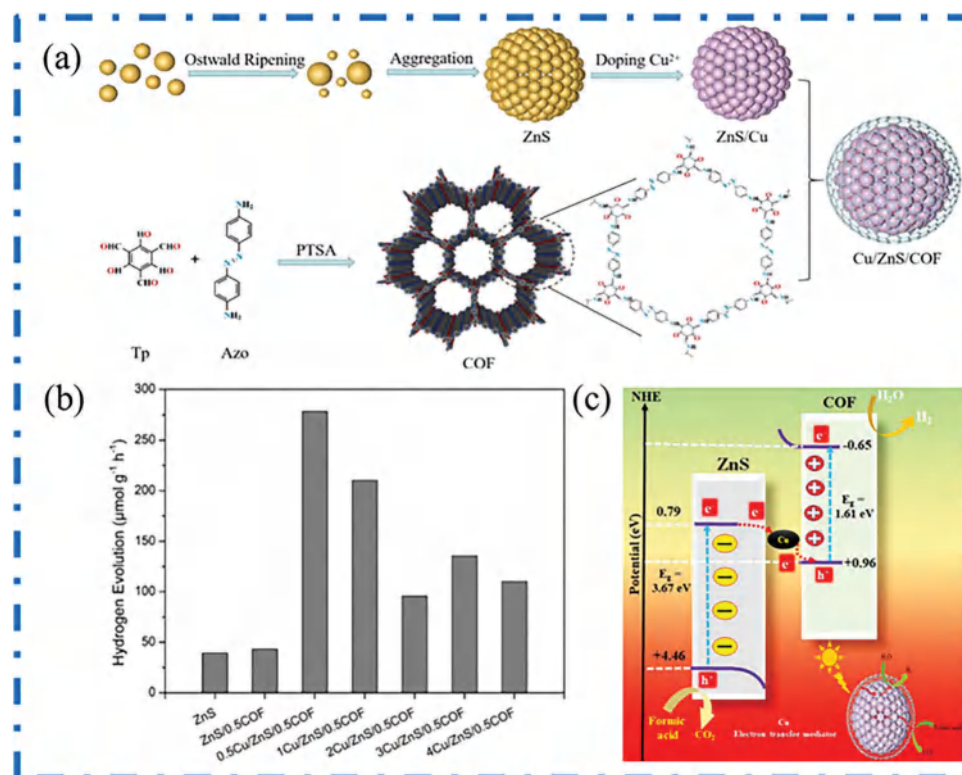 (a)
Ostwald Ripening
Aggregation
Doping Cu²⁺
ZnS
ZnS/Cu
Cu/ZnS/COF
HO
CHO
OHC
CHO
HO
OH
CHO
+
NH₂
N
N
NH₂
PTSA
Tp
Azo
COF
(b)
Hydrogen Evolution (μmol g⁻¹ h⁻¹)
300
250
200
150
100
50
0
ZnS
ZnS/0.5COF
0.5Cu/ZnS/0.5COF
1Cu/ZnS/0.5COF
2Cu/ZnS/0.5COF
3Cu/ZnS/0.5COF
4Cu/ZnS/0.5COF
(c)
NHE
COF
H₂O
H₂
e⁻
-0.65
ZnS
Eg =
1.61 eV
0.79
e⁻
e⁻
Cu
e⁻
+0.96
h⁺
Potential (eV)
Eg =
3.67 eV
+4.46
h⁺
Formic
acid
CO₂
Cu
Electron transfer mediator